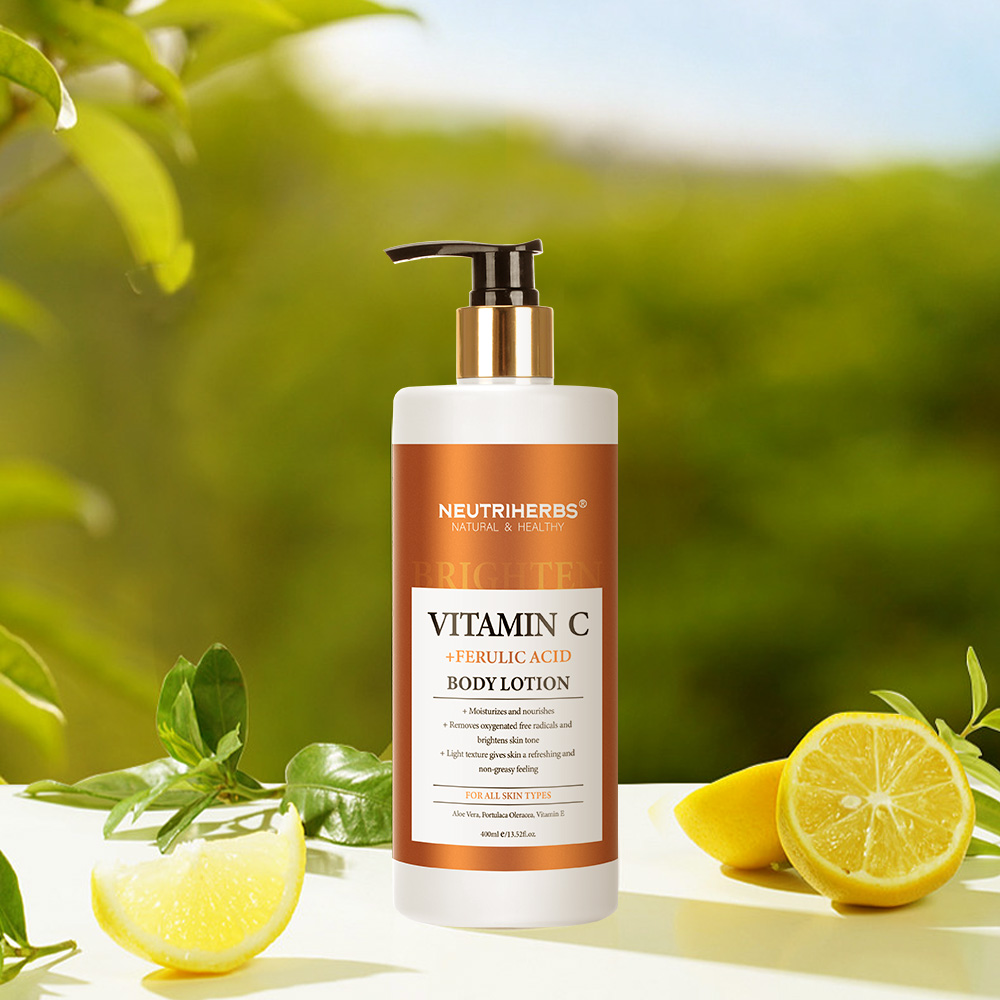 NEUTRIHERBS®
NATURAL & HEALTHY
BRIGHTEN
VITAMIN C
+FERULIC ACID
BODY LOTION
+ Moisturizes and nourishes
+ Removes oxygenated free radicals and
brightens skin tone
+ Light texture gives skin a refreshing and
non-greasy feeling
FOR ALL SKIN TYPES
Aloe Vera, Fortulaca Oleracea, Vitamin E
400ml e/13.52fl.oz.